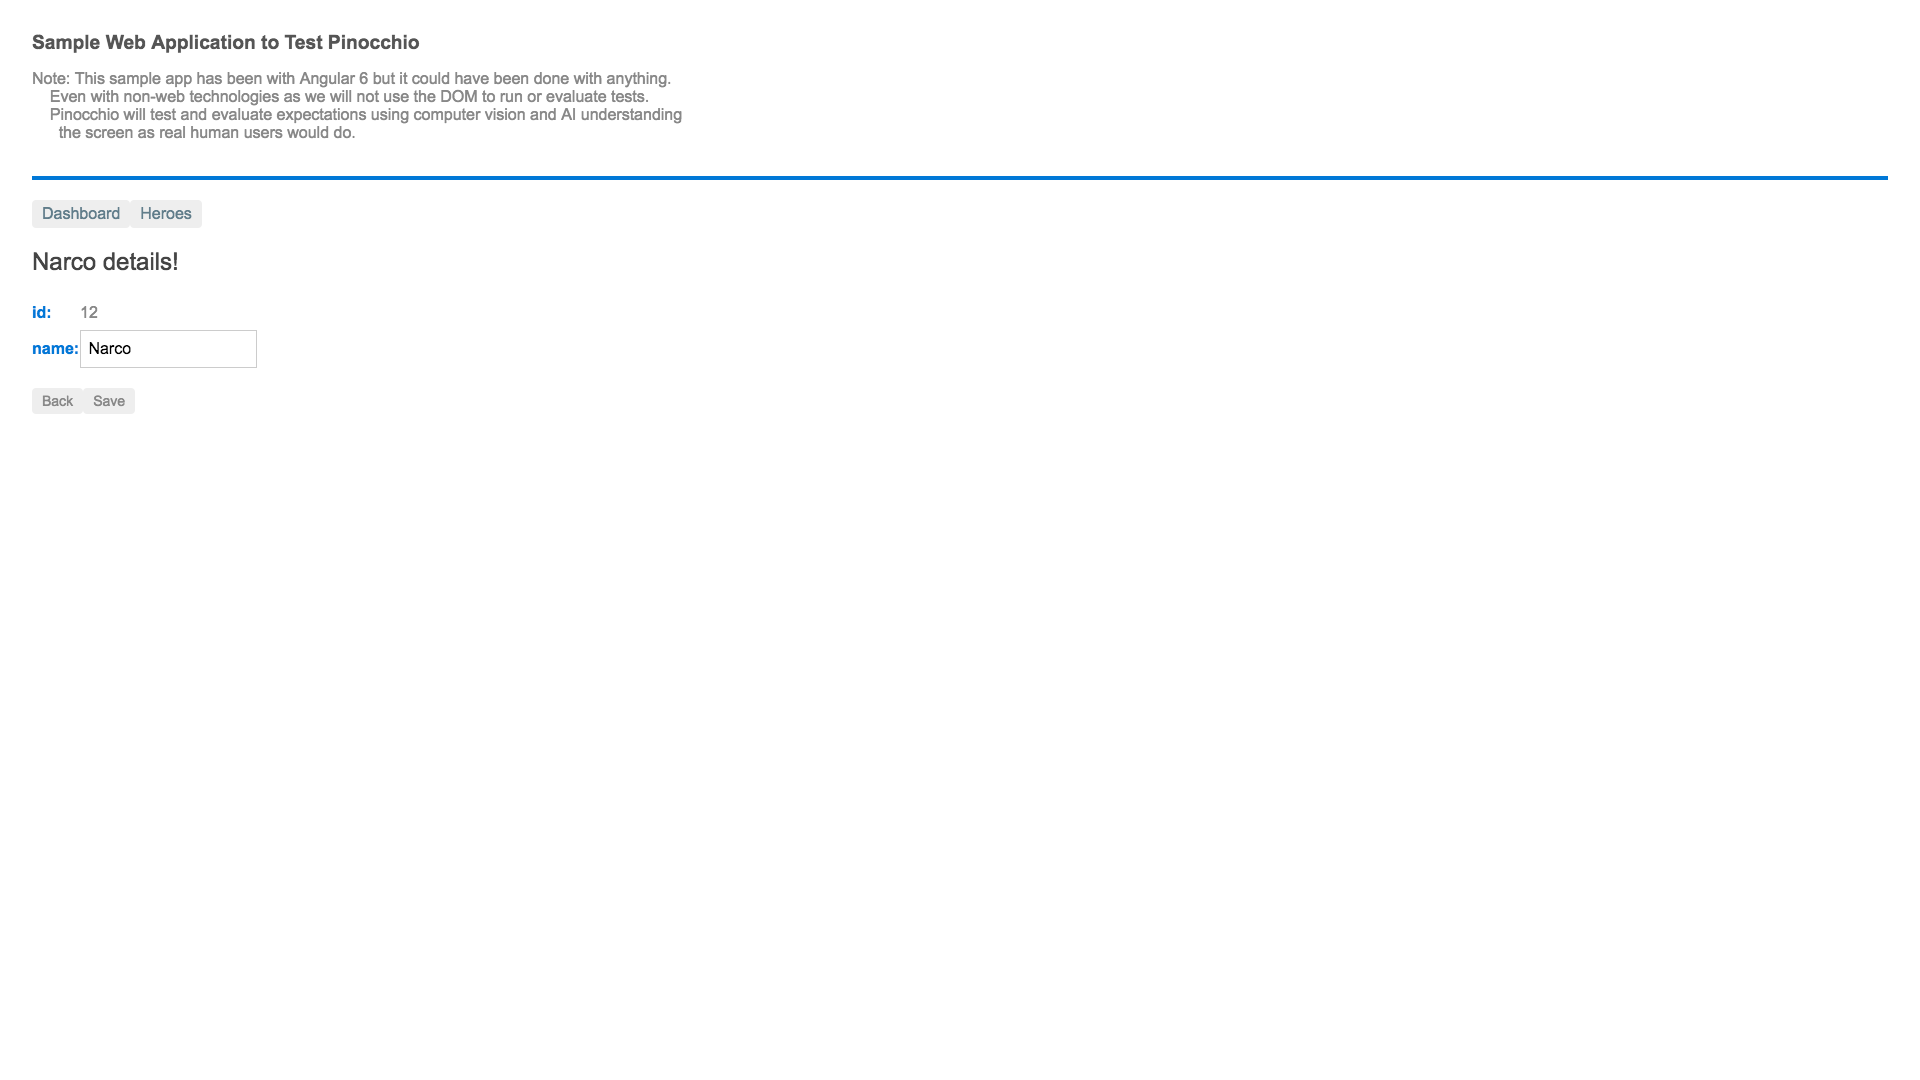 Sample Web Application to Test Pinocchio
Note: This sample app has been with Angular 6 but it could have been done with anything.
Even with non-web technologies as we will not use the DOM to run or evaluate tests.
Pinocchio will test and evaluate expectations using computer vision and AI understanding
the screen as real human users would do.
Dashboard Heroes
Narco details!
id: 12
name: Narco
Back Save